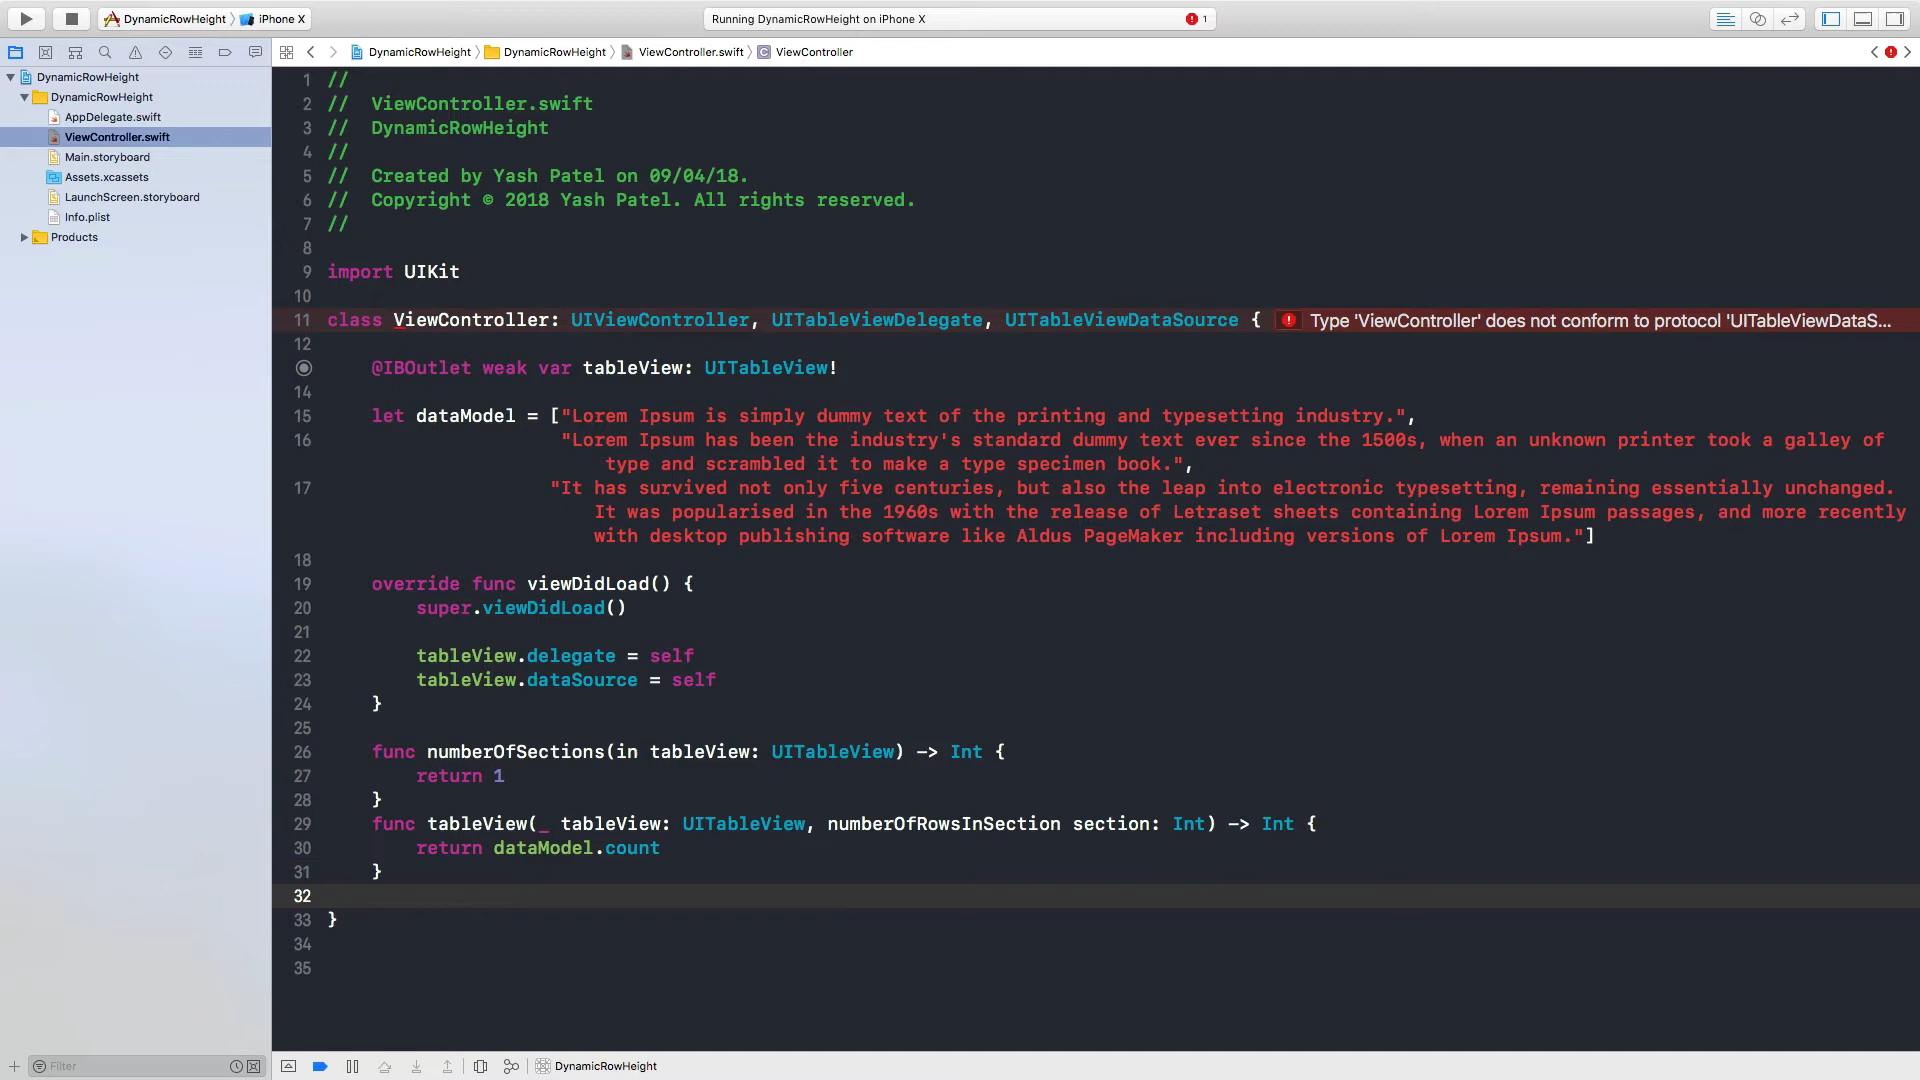 DynamicRowHeight 〉 iPhone X
Running DynamicRowHeight on iPhone X
1
DynamicRowHeight 〉 DynamicRowHeight 〉 ViewController.swift 〉 C ViewController
DynamicRowHeight
DynamicRowHeight
AppDelegate.swift
ViewController.swift
Main.storyboard
Assets.xcassets
LaunchScreen.storyboard
Info.plist
Products
1 //
2 //  ViewController.swift
3 //  DynamicRowHeight
4 //
5 //  Created by Yash Patel on 09/04/18.
6 //  Copyright © 2018 Yash Patel. All rights reserved.
7 //
8
9 import UIKit
10
11 class ViewController: UIViewController, UITableViewDelegate, UITableViewDataSource { Type 'ViewController' does not conform to protocol 'UITableViewDataS...
12
@IBOutlet weak var tableView: UITableView!
14
15 let dataModel = ["Lorem Ipsum is simply dummy text of the printing and typesetting industry.",
16 "Lorem Ipsum has been the industry's standard dummy text ever since the 1500s, when an unknown printer took a galley of
type and scrambled it to make a type specimen book.",
17 "It has survived not only five centuries, but also the leap into electronic typesetting, remaining essentially unchanged.
It was popularised in the 1960s with the release of Letraset sheets containing Lorem Ipsum passages, and more recently
with desktop publishing software like Aldus PageMaker including versions of Lorem Ipsum."]
18
19 override func viewDidLoad() {
20 super.viewDidLoad()
21
22 tableView.delegate = self
23 tableView.dataSource = self
24 }
25
26 func numberOfSections(in tableView: UITableView) -> Int {
27 return 1
28 }
29 func tableView(_ tableView: UITableView, numberOfRowsInSection section: Int) -> Int {
30 return dataModel.count
31 }
32
33 }
34
35
Filter
DynamicRowHeight